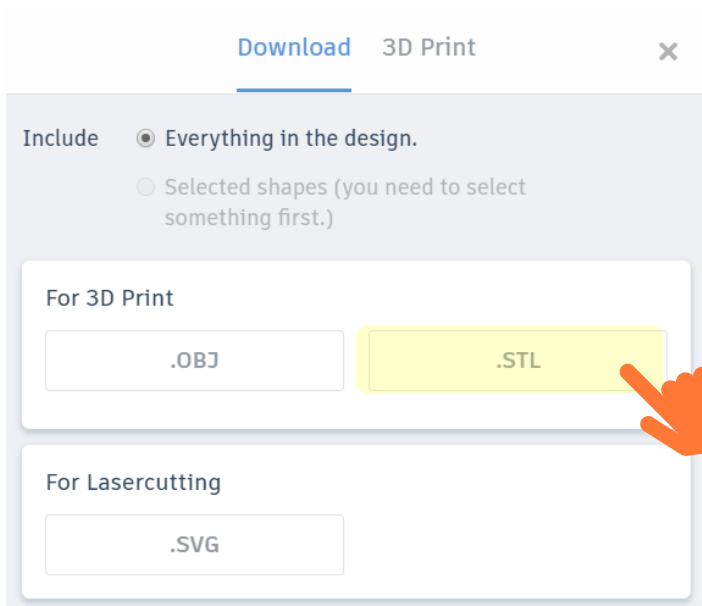 Download 3D Print ×
Include Everything in the design.
Selected shapes (you need to select
something first.)
For 3D Print
.OBJ .STL
For Lasercutting
.SVG